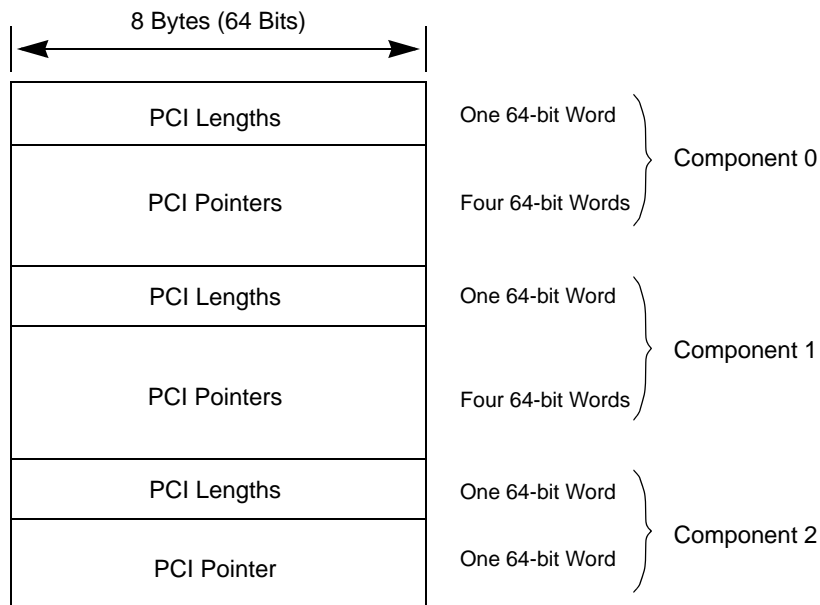 8 Bytes (64 Bits)
PCI Lengths
One 64-bit Word
Component 0
PCI Pointers
Four 64-bit Words
PCI Lengths
One 64-bit Word
Component 1
PCI Pointers
Four 64-bit Words
PCI Lengths
One 64-bit Word
Component 2
PCI Pointer
One 64-bit Word